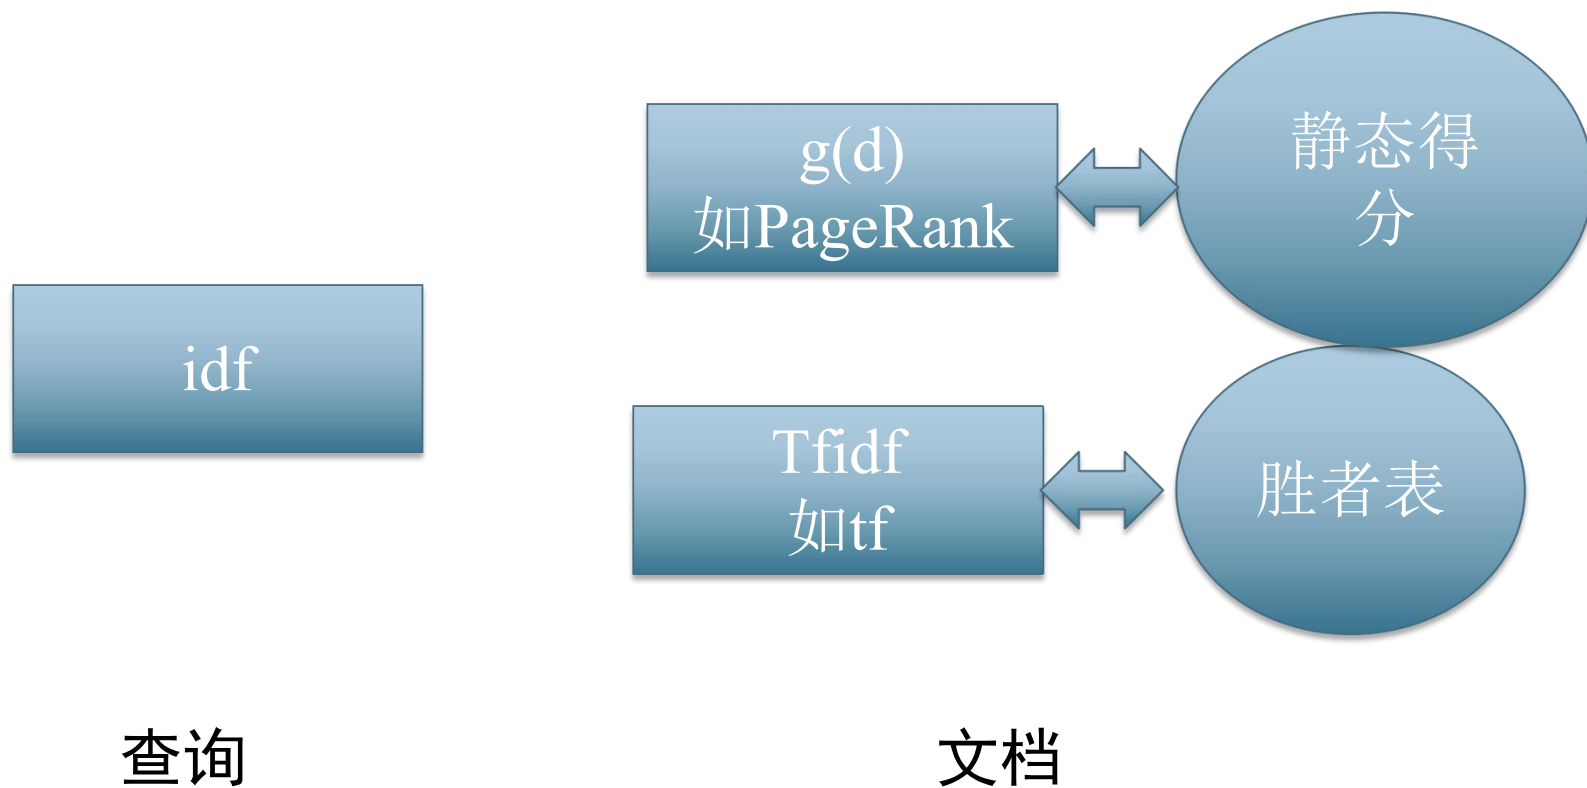 g(d)
如PageRank
静态得
分
idf
Tfidf
如tf
胜者表
查询
文档